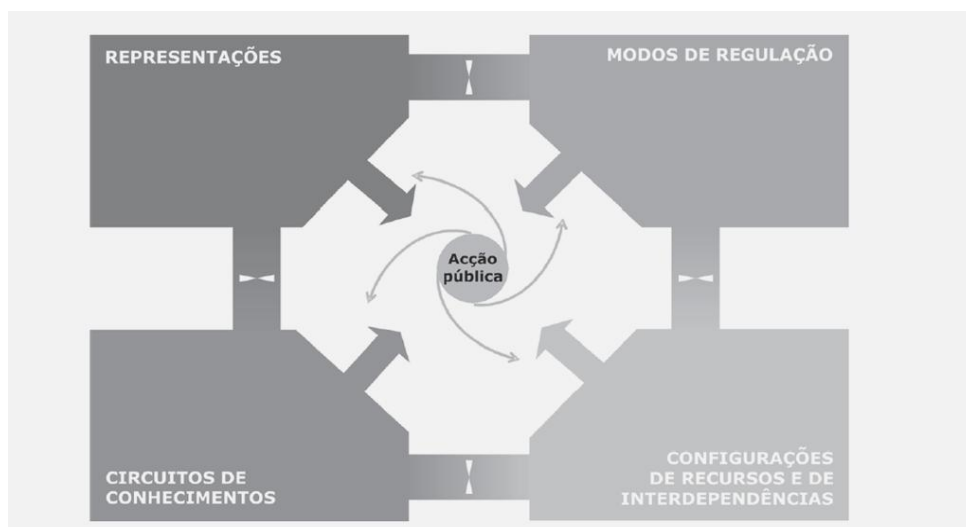 REPRESENTAÇÕES
MODOS DE REGULAÇÃO
Acção
pública
CIRCUITOS DE
CONHECIMENTOS
CONFIGURAÇÕES
DE RECURSOS E DE
INTERDEPENDÊNCIAS